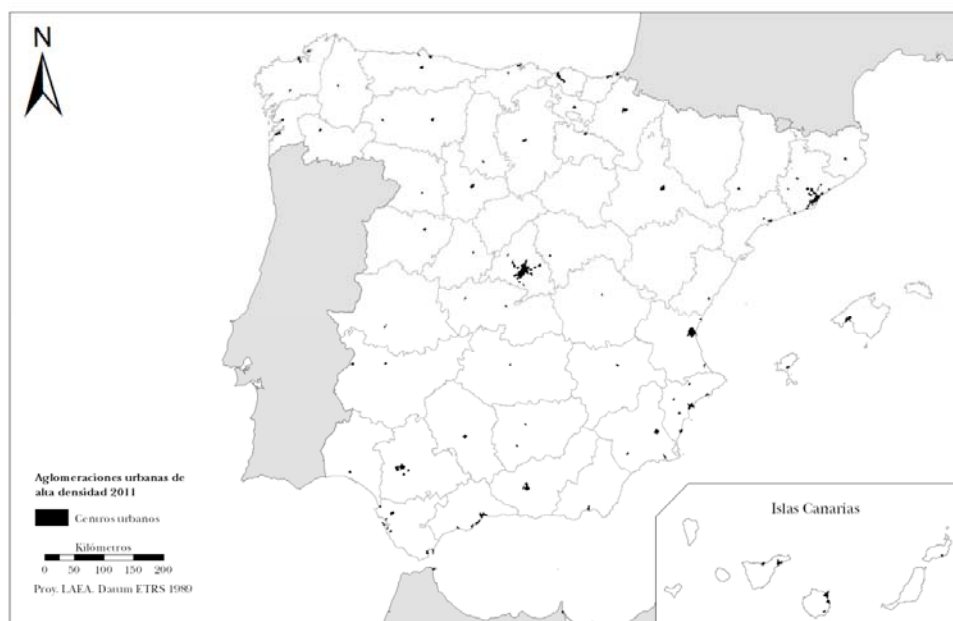 N
Aglomeraciones urbanas de
alta densidad 2011
Centros urbanos
Kilómetros
0 50 100 150 200
Proy. LAEA. Datum ETRS 1989
Islas Canarias